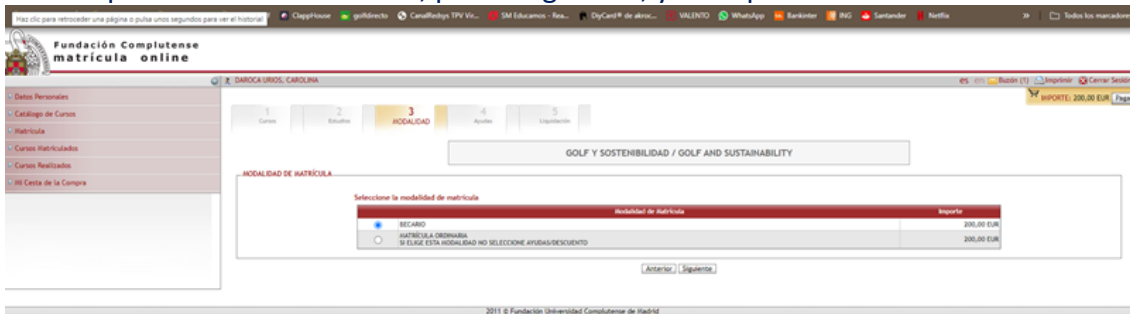 Haz clic para retroceder una página o pulsa unos segundos para ver el historial
ClappHouse
golfdirecto
CanalRedsys TPV Vir...
SM Educamos - Rea...
DigCard® de akroc...
VALENTO
WhatsApp
Bankinter
ING
Santander
Netflix
»
Todos los marcadores
Fundación Complutense
matrícula online
DAROCA URIOS, CAROLINA
es en Buzón (1) Imprimir Cerrar Sesión
IMPORTE: 200,00 EUR Pagar
Datos Personales
Catálogo de Cursos
Matrícula
Cursos Matriculados
Cursos Realizados
Mi Cesta de la Compra
1 Cursos
2 Estudios
3 MODALIDAD
4 Ayudas
5 Liquidación
GOLF Y SOSTENIBILIDAD / GOLF AND SUSTAINABILITY
MODALIDAD DE MATRÍCULA
Seleccione la modalidad de matrícula
Modalidad de Matrícula Importe
BECARIO 200,00 EUR
MATRÍCULA ORDINARIA
SI ELIGE ESTA MODALIDAD NO SELECCIONE AYUDAS/DESCUENTO 200,00 EUR
Anterior Siguiente
2011 © Fundación Universidad Complutense de Madrid